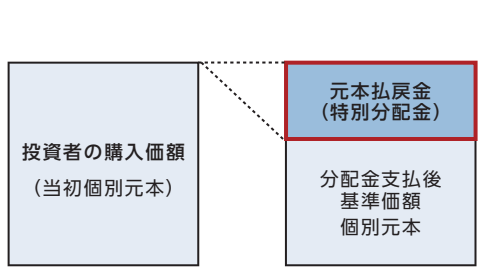 投資者の購入価額
（当初個別元本）
元本払戻金
（特別分配金）
分配金支払後
基準価額
個別元本